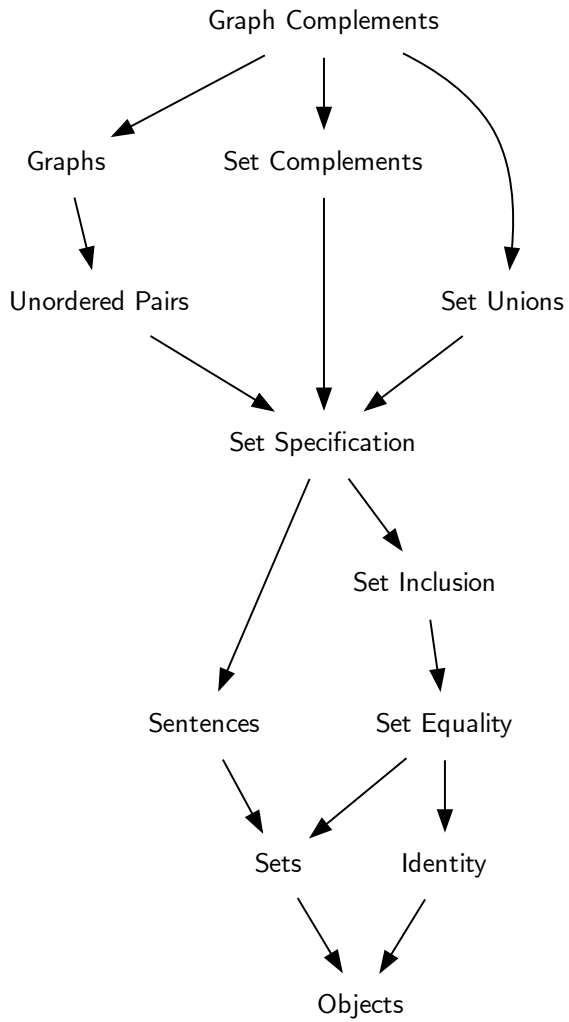 Graph Complements
Graphs
Set Complements
Unordered Pairs
Set Unions
Set Specification
Set Inclusion
Sentences
Set Equality
Sets
Identity
Objects